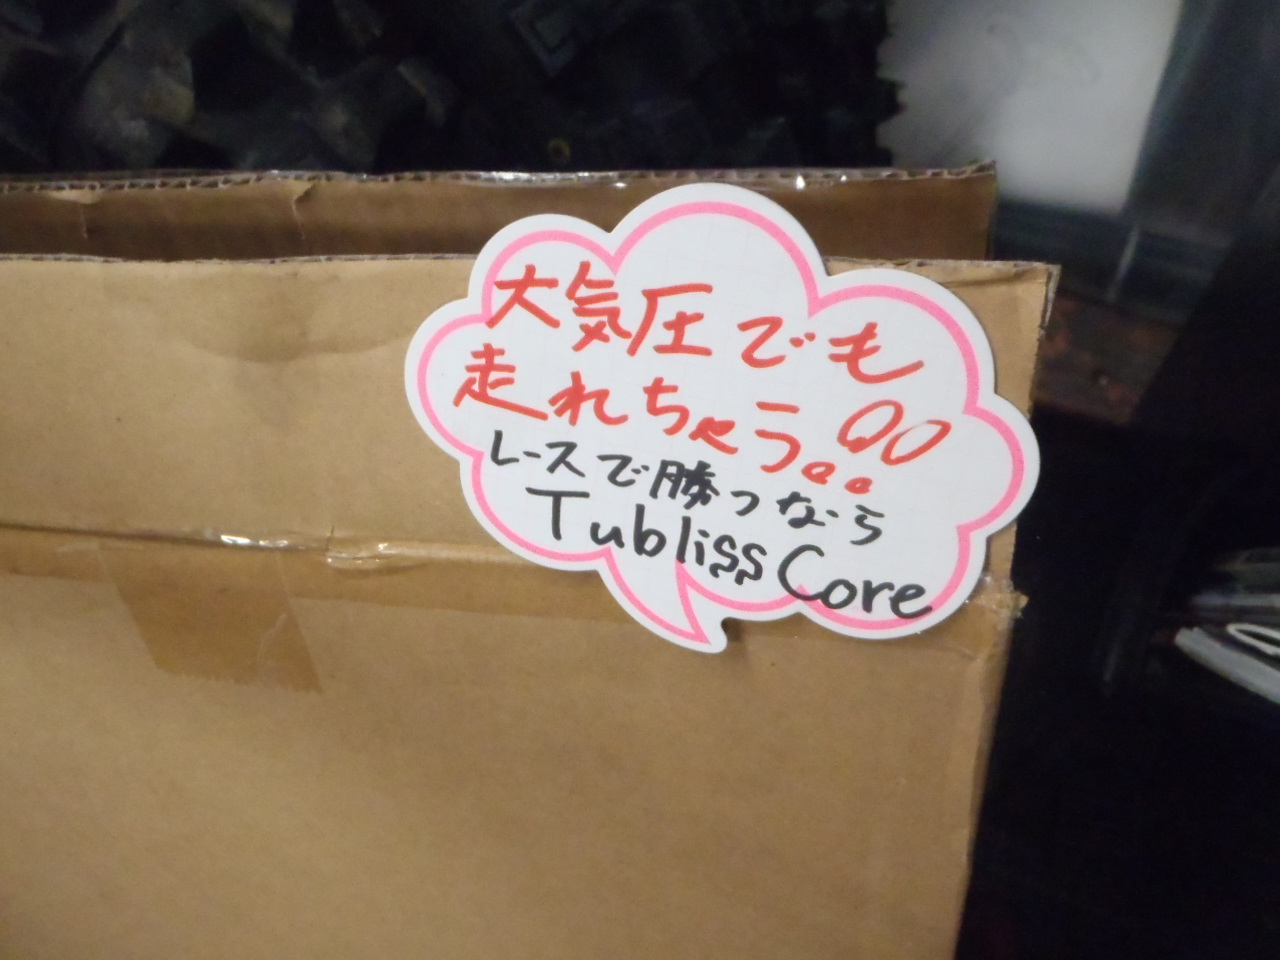 大気圧でも
走れちゃう!!
レースで勝つなら
Tubliss Core